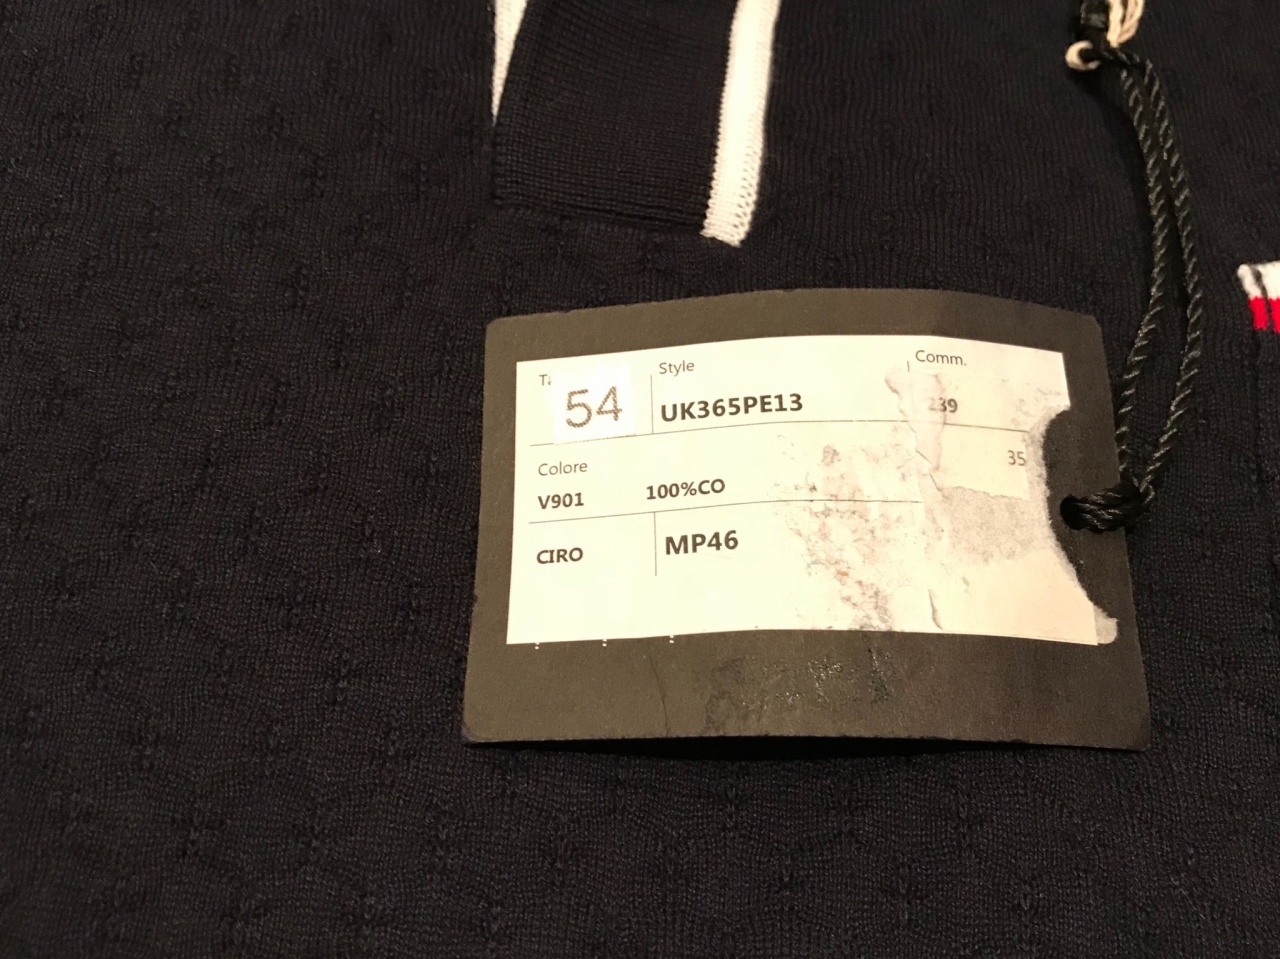 Style Comm.
54 UK365PE13 239
35
Colore
V901 100%CO
CIRO MP46